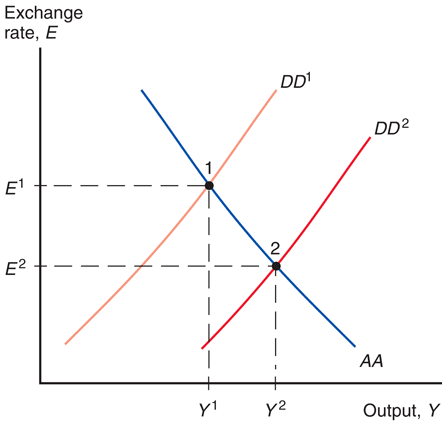 Exchange
rate, E
DD¹
DD²
1
E¹
2
E²
AA
Y¹
Y²
Output, Y